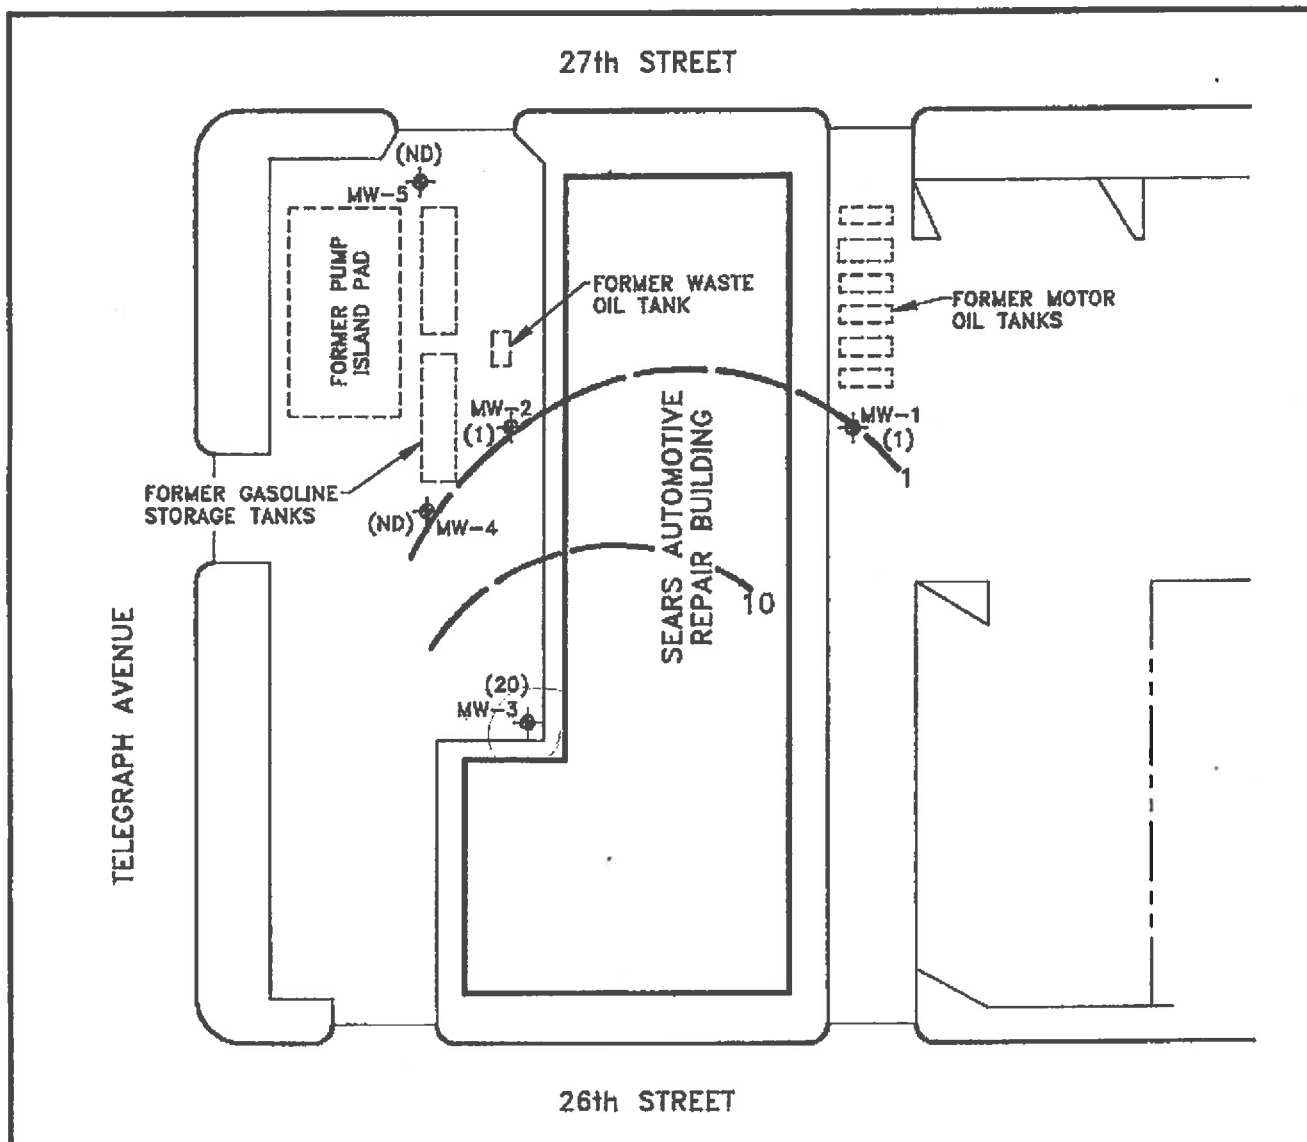 27th STREET
(ND)
MW-5
FORMER PUMP
ISLAND PAD
FORMER WASTE
OIL TANK
FORMER MOTOR
OIL TANKS
MW-2
(1)
MW-1
(1)
1
FORMER GASOLINE
STORAGE TANKS
(ND)
MW-4
SEARS AUTOMOTIVE
REPAIR BUILDING
10
TELEGRAPH AVENUE
(20)
MW-3
26th STREET